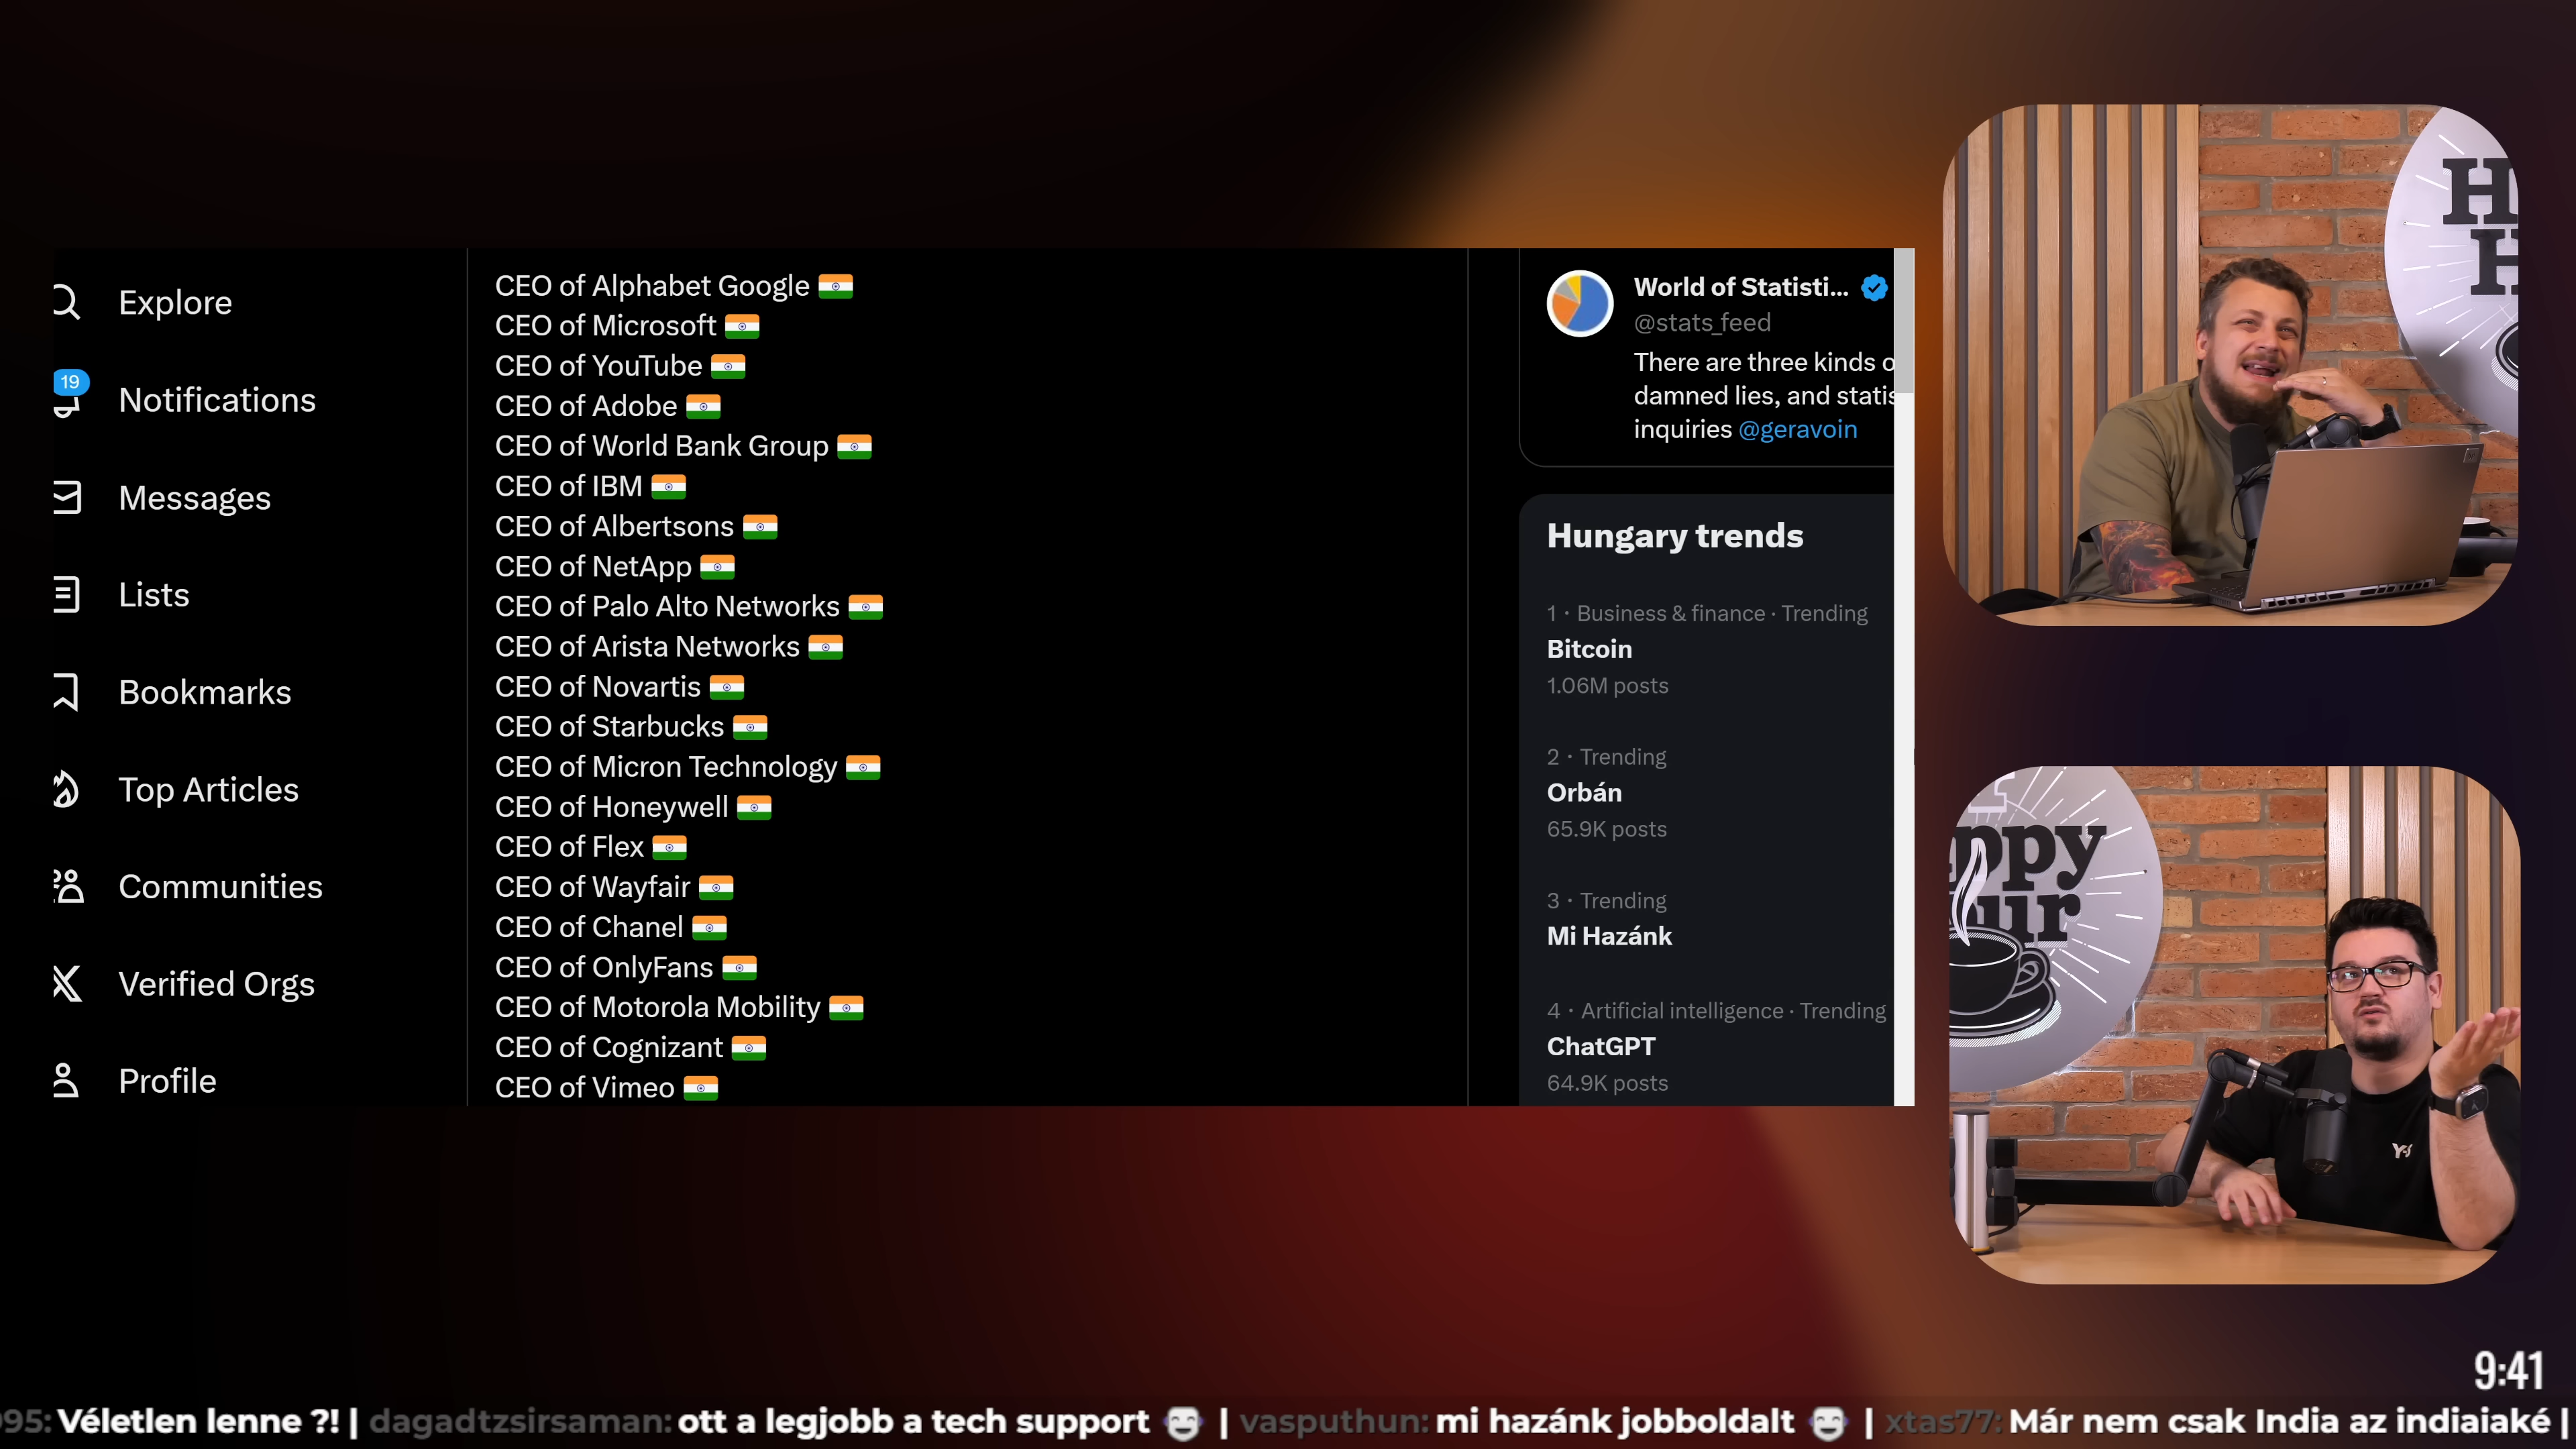 Explore
19
Notifications
Messages
Lists
Bookmarks
Top Articles
Communities
Verified Orgs
Profile
CEO of Alphabet Google 🇮🇳
CEO of Microsoft 🇮🇳
CEO of YouTube 🇮🇳
CEO of Adobe 🇮🇳
CEO of World Bank Group 🇮🇳
CEO of IBM 🇮🇳
CEO of Albertsons 🇮🇳
CEO of NetApp 🇮🇳
CEO of Palo Alto Networks 🇮🇳
CEO of Arista Networks 🇮🇳
CEO of Novartis 🇮🇳
CEO of Starbucks 🇮🇳
CEO of Micron Technology 🇮🇳
CEO of Honeywell 🇮🇳
CEO of Flex 🇮🇳
CEO of Wayfair 🇮🇳
CEO of Chanel 🇮🇳
CEO of OnlyFans 🇮🇳
CEO of Motorola Mobility 🇮🇳
CEO of Cognizant 🇮🇳
CEO of Vimeo 🇮🇳
World of Statisti...
@stats_feed
There are three kinds o
damned lies, and statis
inquiries @geravoin
Hungary trends
1 · Business & finance · Trending
Bitcoin
1.06M posts
2 · Trending
Orbán
65.9K posts
3 · Trending
Mi Hazánk
4 · Artificial intelligence · Trending
ChatGPT
64.9K posts
H
H
ppy
ur
Y-3
9:41
95: Véletlen lenne ?! | dagadtzsirsaman: ott a legjobb a tech support | vasputhun: mi hazánk jobboldalt | xtas77: Már nem csak India az indiaiaké |